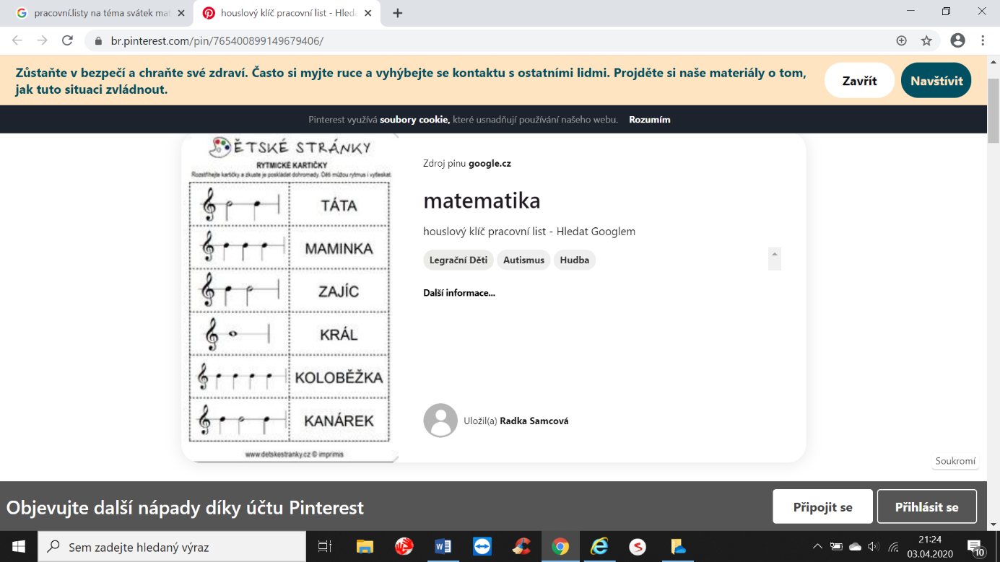 pracovní.listy na téma svátek mat
houslový klíč pracovní list - Hleda
br.pinterest.com/pin/765400899149679406/
Zůstaňte v bezpečí a chraňte své zdraví. Často si myjte ruce a vyhýbejte se kontaktu s ostatními lidmi. Projděte si naše materiály o tom,
jak tuto situaci zvládnout.
Zavřít
Navštívit
Pinterest využívá soubory cookie, které usnadňují používání našeho webu. Rozumím
ĚTSKÉ STRÁNKY
RYTMICKÉ KARTIČKY
Rozstříhejte kartičky a zkuste je poskládat dohromady. Děti můžou rytmus i vytleskat.
TÁTA
MAMINKA
ZAJÍC
KRÁL
KOLOBĚŽKA
KANÁREK
www.detskestranky.cz © imprimis
Zdroj pinu google.cz
matematika
houslový klíč pracovní list - Hledat Googlem
Legrační Děti
Autismus
Hudba
Další informace...
Uložil(a) Radka Samcová
Soukromí
Objevujte další nápady díky účtu Pinterest
Připojit se
Přihlásit se
Sem zadejte hledaný výraz
21:24
03.04.2020
10